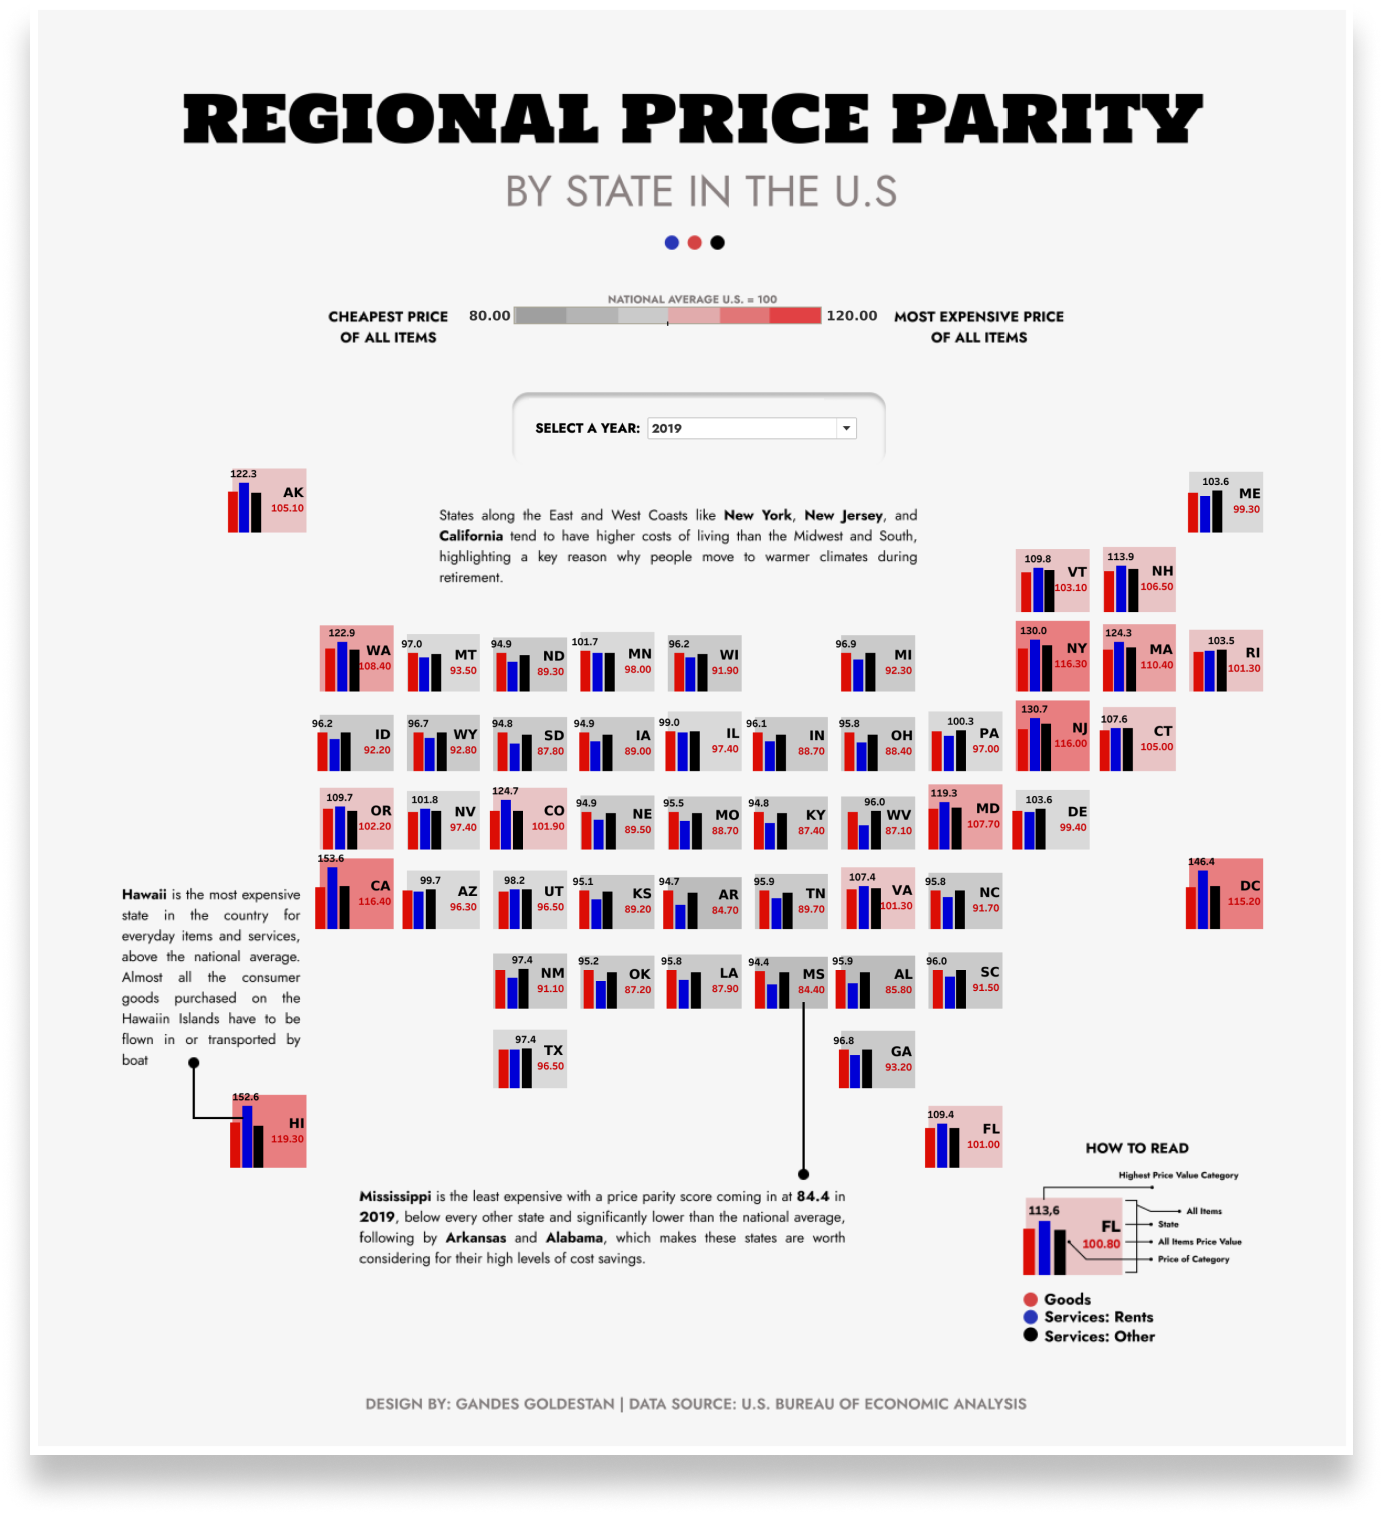 REGIONAL PRICE PARITY
BY STATE IN THE U.S
NATIONAL AVERAGE U.S. = 100
CHEAPEST PRICE
OF ALL ITEMS
80.00
120.00
MOST EXPENSIVE PRICE
OF ALL ITEMS
SELECT A YEAR: 2019
122.3
AK
105.10
103.6
ME
99.30
States along the East and West Coasts like New York, New Jersey, and
California tend to have higher costs of living than the Midwest and South,
highlighting a key reason why people move to warmer climates during
retirement.
109.8
VT
103.10
113.9
NH
106.50
122.9
WA
108.40
97.0
MT
93.50
94.9
ND
89.30
101.7
MN
98.00
96.2
WI
91.90
96.9
MI
92.30
130.0
NY
116.30
124.3
MA
110.40
103.5
RI
101.30
96.2
ID
92.20
96.7
WY
92.80
94.8
SD
87.80
94.9
IA
89.00
99.0
IL
97.40
96.1
IN
88.70
95.8
OH
88.40
100.3
PA
97.00
130.7
NJ
116.00
107.6
CT
105.00
109.7
OR
102.20
101.8
NV
97.40
124.7
CO
101.90
94.9
NE
89.50
95.5
MO
88.70
94.8
KY
87.40
96.0
WV
87.10
119.3
MD
107.70
103.6
DE
99.40
153.6
CA
116.40
99.7
AZ
96.30
98.2
UT
96.50
95.1
KS
89.20
94.7
AR
84.70
95.9
TN
89.70
107.4
VA
101.30
95.8
NC
91.70
146.4
DC
115.20
Hawaii is the most expensive
state in the country for
everyday items and services,
above the national average.
Almost all the consumer
goods purchased on the
Hawaiin Islands have to be
flown in or transported by
boat
97.4
NM
91.10
95.2
OK
87.20
95.8
LA
87.90
94.4
MS
84.40
95.9
AL
85.80
96.0
SC
91.50
97.4
TX
96.50
96.8
GA
93.20
152.6
HI
119.30
109.4
FL
101.00
Mississippi is the least expensive with a price parity score coming in at 84.4 in
2019, below every other state and significantly lower than the national average,
following by Arkansas and Alabama, which makes these states are worth
considering for their high levels of cost savings.
HOW TO READ
Highest Price Value Category
113,6
FL
100.80
All Items
State
All Items Price Value
Price of Category
Goods
Services: Rents
Services: Other
DESIGN BY: GANDES GOLDESTAN | DATA SOURCE: U.S. BUREAU OF ECONOMIC ANALYSIS